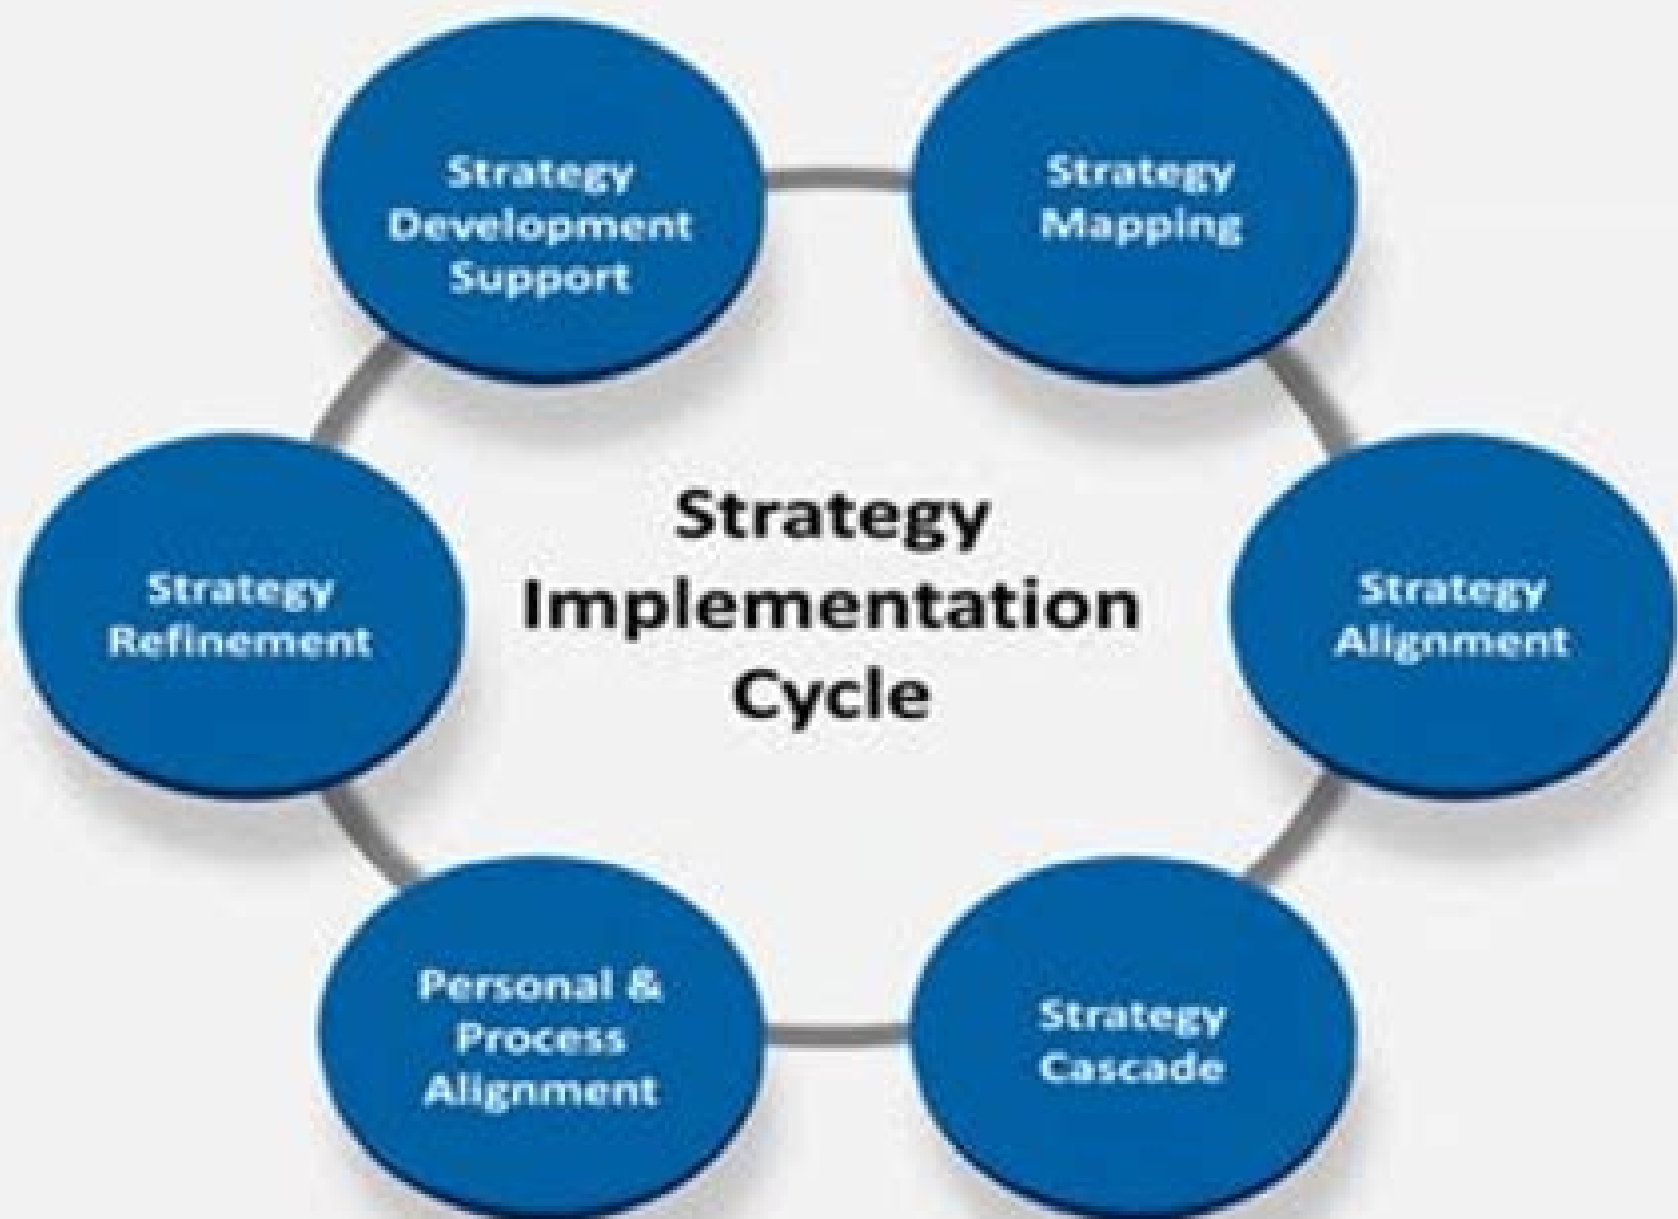 Strategy
Development
Support
Strategy
Mapping
Strategy
Refinement
Strategy
Implementation
Cycle
Strategy
Alignment
Personal &
Process
Alignment
Strategy
Cascade